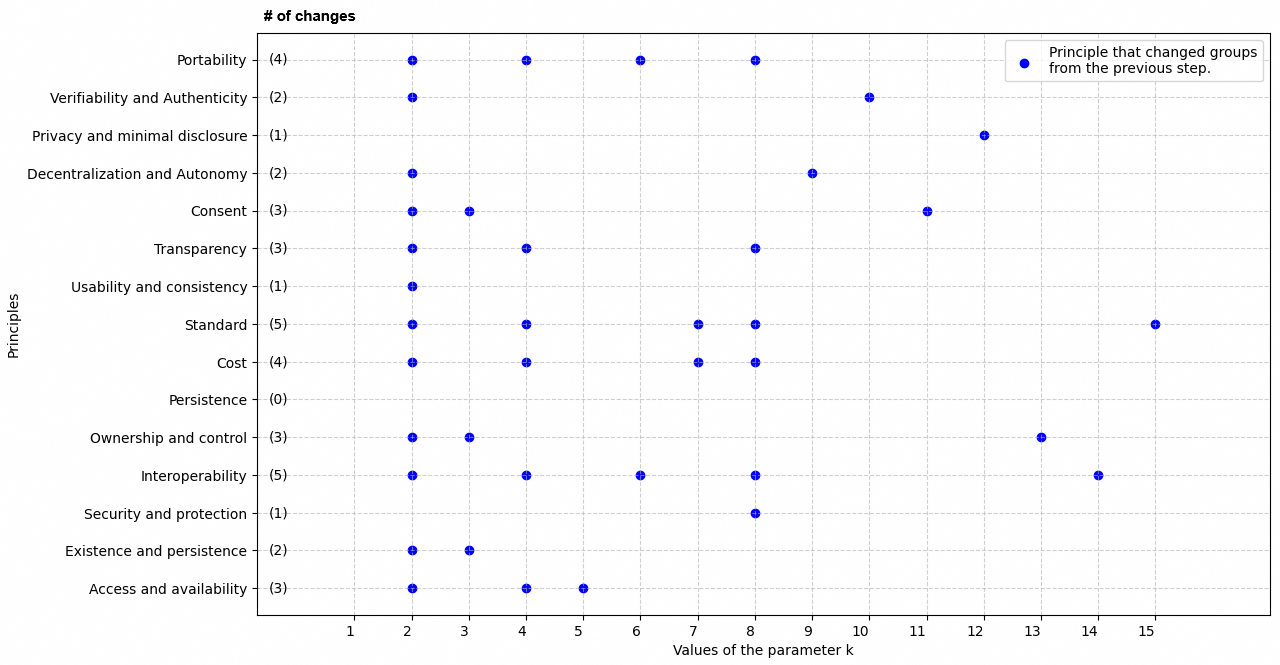 # of changes
Principle that changed groups
from the previous step.
Portability (4)
Verifiability and Authenticity (2)
Privacy and minimal disclosure (1)
Decentralization and Autonomy (2)
Consent (3)
Transparency (3)
Usability and consistency (1)
Standard (5)
Cost (4)
Persistence (0)
Ownership and control (3)
Interoperability (5)
Security and protection (1)
Existence and persistence (2)
Access and availability (3)
Principles
1 2 3 4 5 6 7 8 9 10 11 12 13 14 15
Values of the parameter k